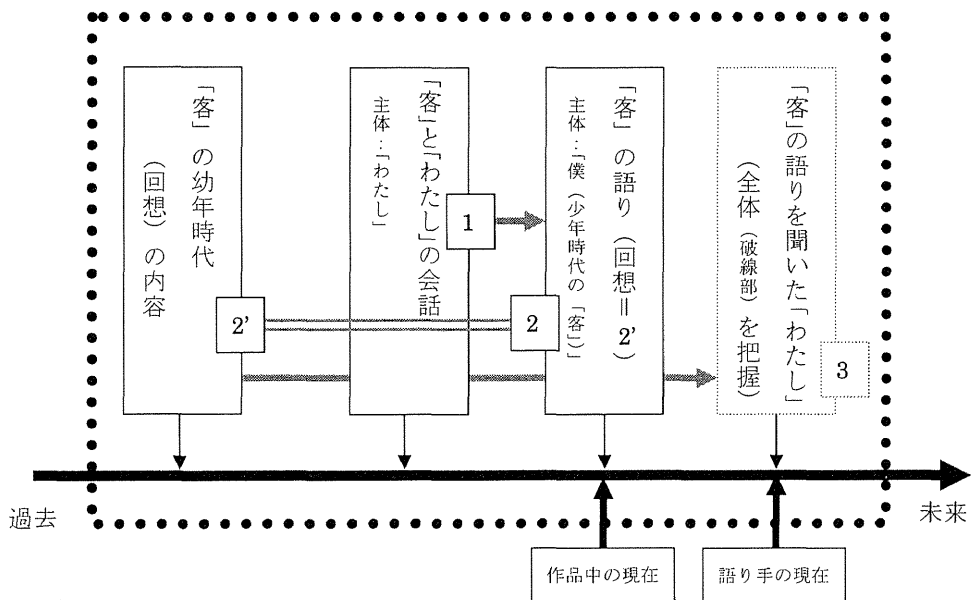 「客」の幼年時代
（回想）の内容
2'
「客」と「わたし」の会話
主体：「わたし」
1
「客」の語り（回想＝2'）
主体：「僕（少年時代の「客」）」
2
「客」の語りを聞いた「わたし」
（全体（破線部）を把握）
3
過去
未来
作品中の現在
語り手の現在